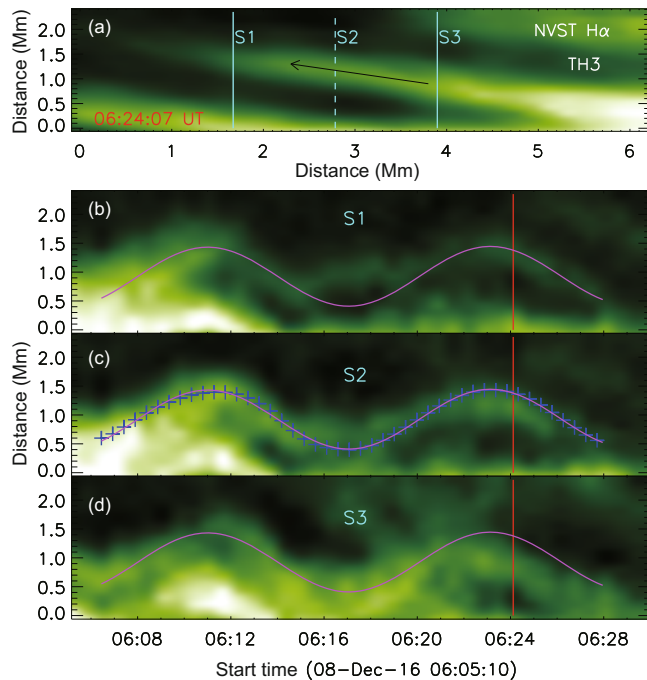 (a) S1 S2 S3 NVST Hα
TH3
06:24:07 UT
Distance (Mm)
2.0
1.5
1.0
0.5
0.0
0 1 2 3 4 5 6
Distance (Mm)
(b) S1
2.0
1.5
1.0
0.5
0.0
(c) S2
Distance (Mm)
2.0
1.5
1.0
0.5
0.0
(d) S3
2.0
1.5
1.0
0.5
0.0
06:08 06:12 06:16 06:20 06:24 06:28
Start time (08-Dec-16 06:05:10)